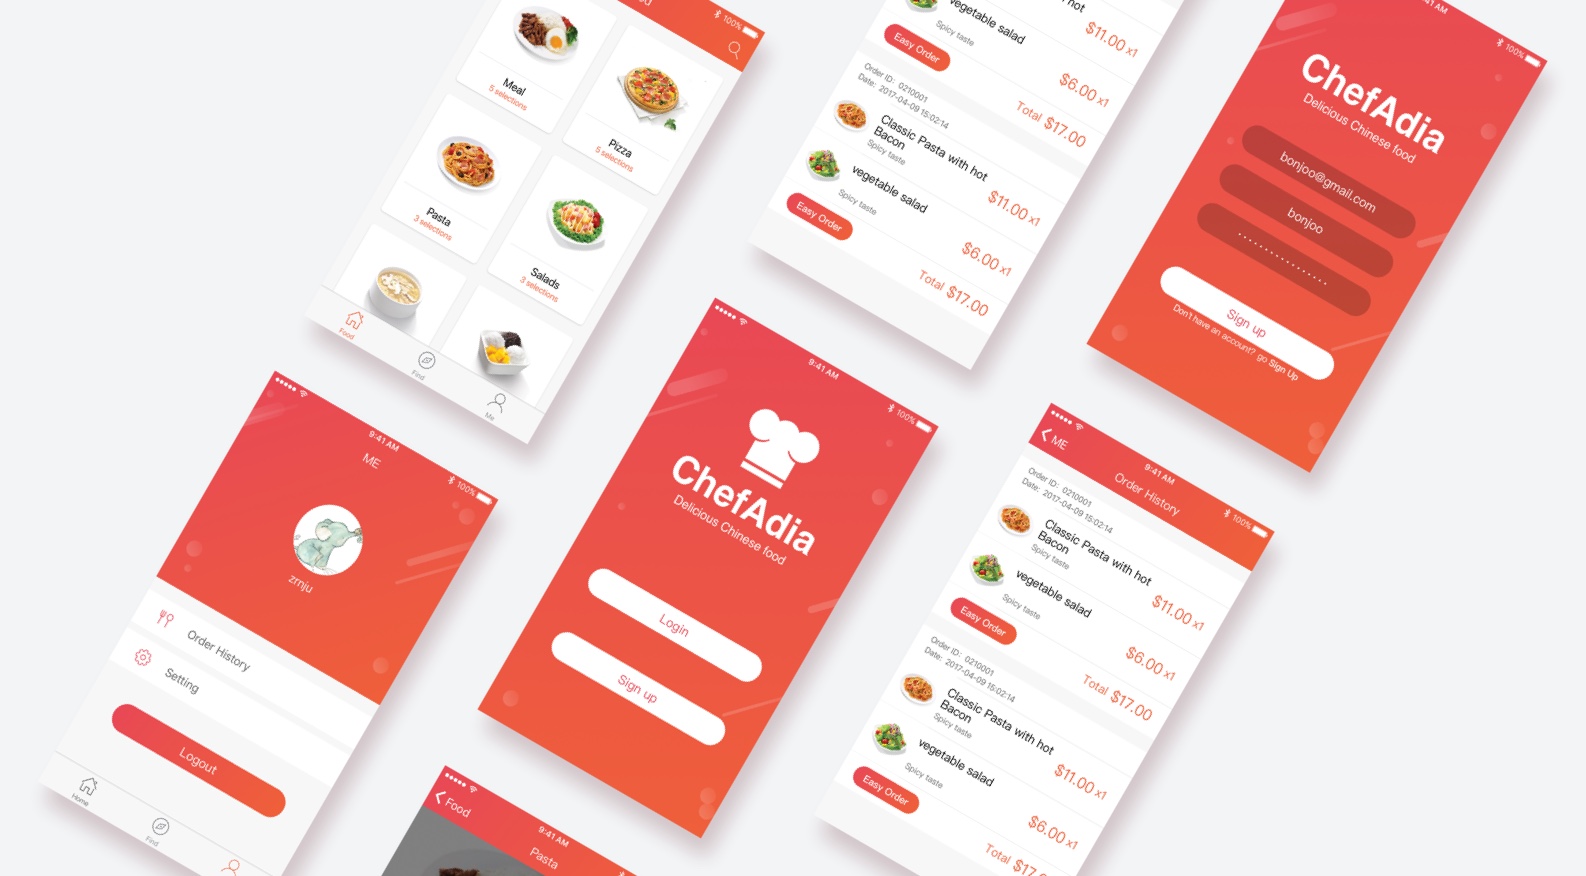 100%
Meal
5 selections
Pizza
5 selections
Pasta
3 selections
Salads
3 selections
Food
Find
Me
vegetable salad
Spicy taste
$11.00 x1
Easy Order
$6.00 x1
Total $17.00
Order ID: 0210001
Date: 2017-04-09 15:02:14
Classic Pasta with hot
Bacon
Spicy taste
$11.00 x1
vegetable salad
Spicy taste
$6.00 x1
Easy Order
Total $17.00
9:41 AM
100%
ChefAdia
Delicious Chinese food
bonjoo@gmail.com
bonjoo
Sign up
Don't have an account? go Sign Up
9:41 AM
100%
ME
zrnju
Order History
Setting
Logout
Home
Find
9:41 AM
100%
ChefAdia
Delicious Chinese food
Login
Sign up
9:41 AM
100%
ME
Order History
Order ID: 0210001
Date: 2017-04-09 15:02:14
Classic Pasta with hot
Bacon
Spicy taste
$11.00 x1
vegetable salad
Spicy taste
$6.00 x1
Easy Order
Total $17.00
Order ID: 0210001
Date: 2017-04-09 15:02:14
Classic Pasta with hot
Bacon
Spicy taste
$11.00 x1
vegetable salad
Spicy taste
$6.00 x1
Easy Order
Total
9:41 AM
Food
Pasta